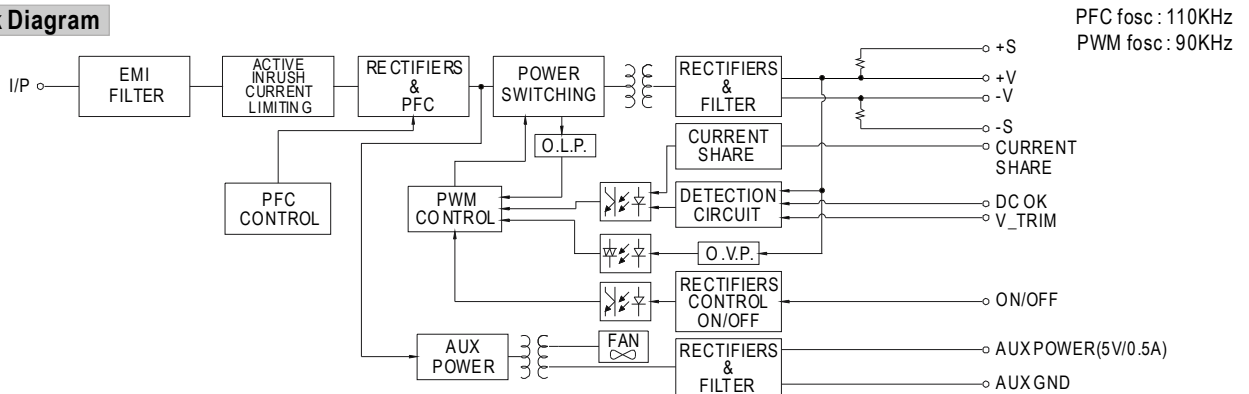 k Diagram
PFC fosc : 110KHz
PWM fosc : 90KHz
I/P
EMI
FILTER
ACTIVE
INRUSH
CURRENT
LIMITING
RECTIFIERS
&
PFC
POWER
SWITCHING
RECTIFIERS
&
FILTER
+S
+V
-V
-S
O.L.P.
CURRENT
SHARE
CURRENT
SHARE
PFC
CONTROL
PWM
CONTROL
DETECTION
CIRCUIT
DC OK
V_TRIM
O.V.P.
RECTIFIERS
CONTROL
ON/OFF
ON/OFF
AUX
POWER
FAN
RECTIFIERS
&
FILTER
AUX POWER(5V/0.5A)
AUX GND